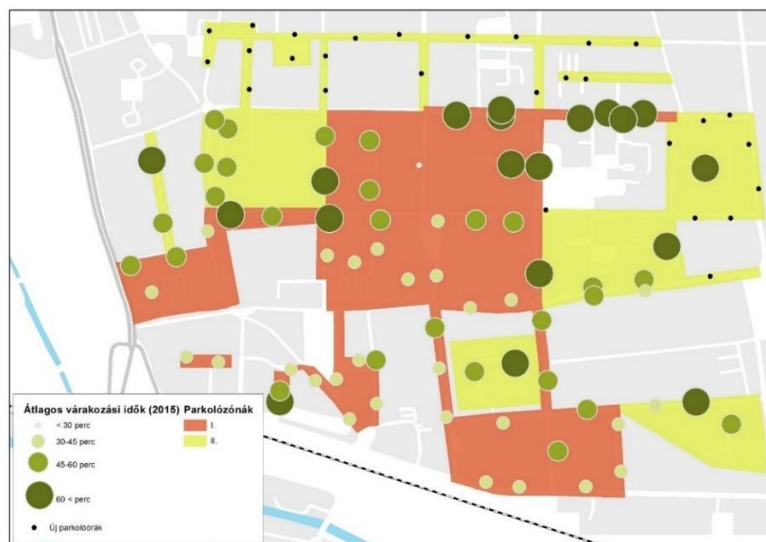 Átlagos várakozási idők (2015)
Parkolózónák
< 30 perc
I.
30-45 perc
II.
45-60 perc
60 < perc
Új parkolóórák